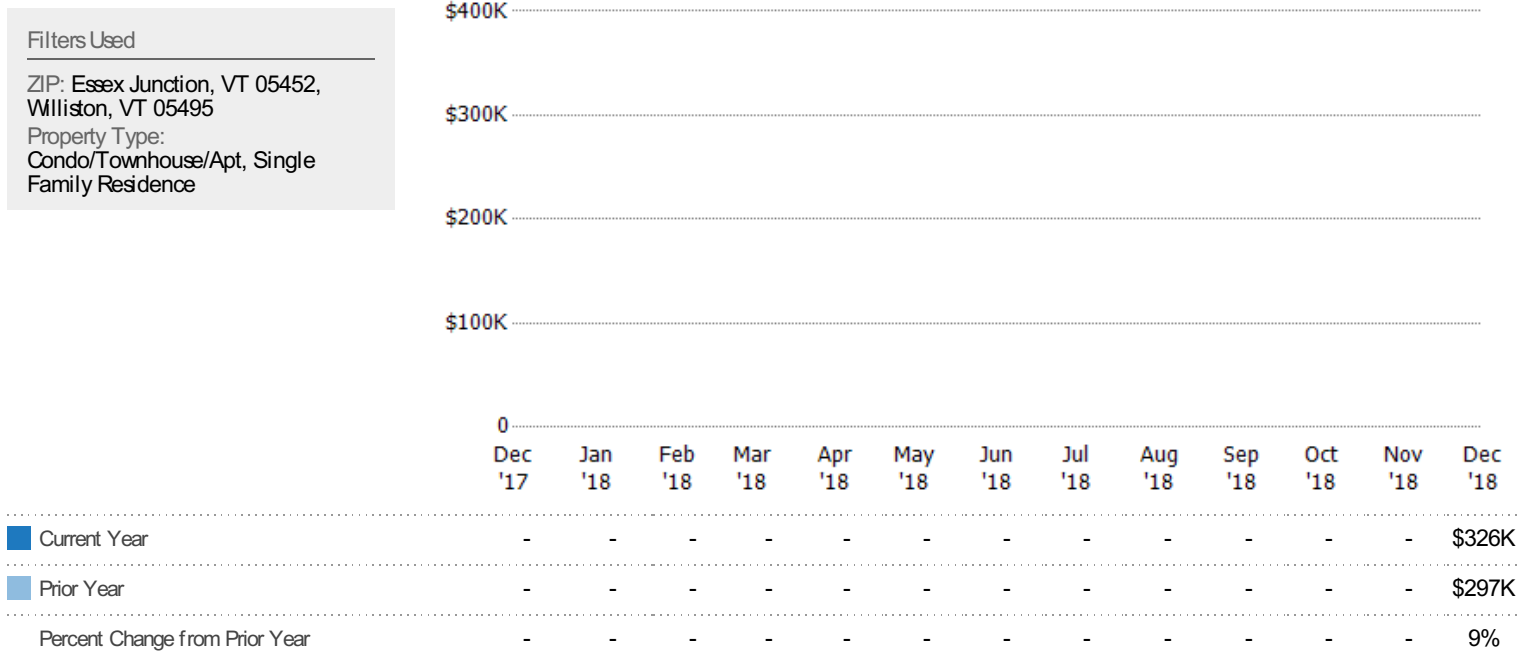 Filters Used
ZIP: Essex Junction, VT 05452,
Williston, VT 05495
Property Type:
Condo/Townhouse/Apt, Single
Family Residence
$400K
$300K
$200K
$100K
0
Dec Jan Feb Mar Apr May Jun Jul Aug Sep Oct Nov Dec
'17 '18 '18 '18 '18 '18 '18 '18 '18 '18 '18 '18 '18
Current Year - - - - - - - - - - - - $326K
Prior Year - - - - - - - - - - - - $297K
Percent Change from Prior Year - - - - - - - - - - - - 9%